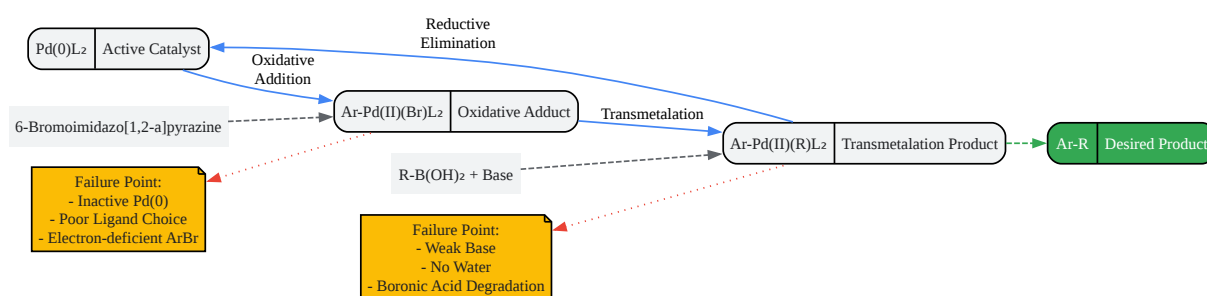 Reductive
Elimination
Pd(0)L₂
Active Catalyst
Oxidative
Addition
Ar-Pd(II)(Br)L₂
Oxidative Adduct
Transmetalation
6-Bromoimidazo[1,2-a]pyrazine
Ar-Pd(II)(R)L₂
Transmetalation Product
Ar-R
Desired Product
R-B(OH)₂ + Base
Failure Point:
- Inactive Pd(0)
- Poor Ligand Choice
- Electron-deficient ArBr
Failure Point:
- Weak Base
- No Water
- Boronic Acid Degradation